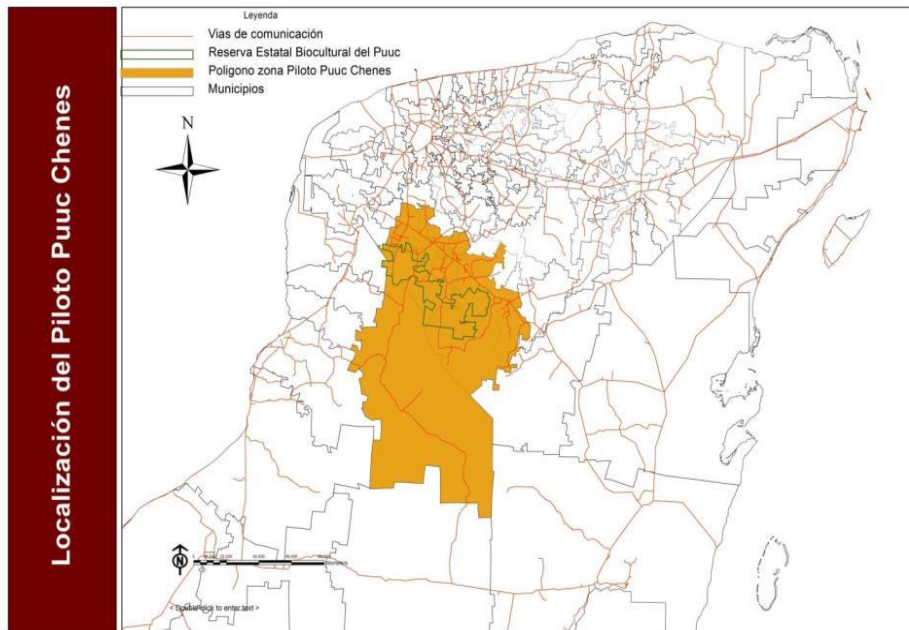 Localización del Piloto Puuc Chenes
Leyenda
Vias de comunicación
Reserva Estatal Biocultural del Puuc
Poligono zona Piloto Puuc Chenes
Municipios
N
N
0
< Double-click to enter text >